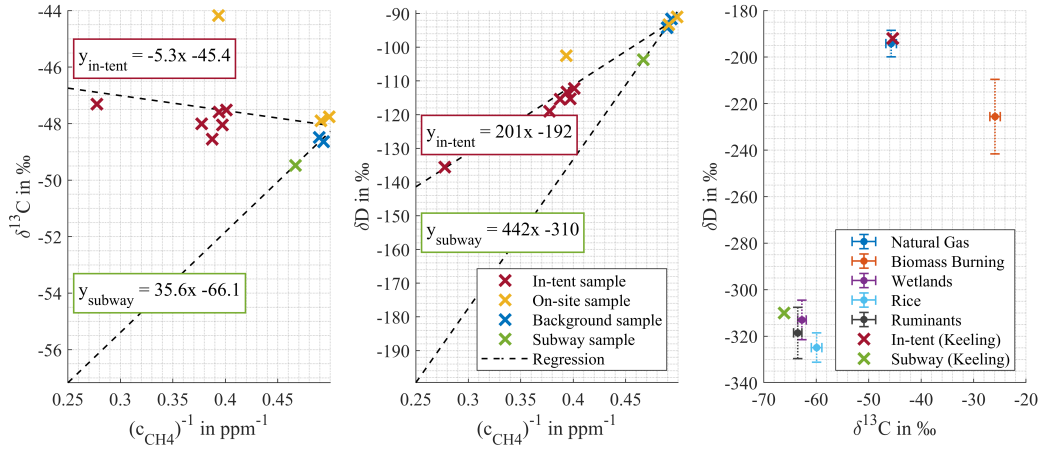 -44
-46
-48
-50
-52
-54
-56
0.25
0.3
0.35
0.4
0.45
δ¹³C in ‰
(c_CH4)⁻¹ in ppm⁻¹
y_in-tent = -5.3x -45.4
y_subway = 35.6x -66.1
-90
-100
-110
-120
-130
-140
-150
-160
-170
-180
-190
0.25
0.3
0.35
0.4
0.45
δD in ‰
(c_CH4)⁻¹ in ppm⁻¹
y_in-tent = 201x -192
y_subway = 442x -310
In-tent sample
On-site sample
Background sample
Subway sample
Regression
-180
-200
-220
-240
-260
-280
-300
-320
-340
-70
-60
-50
-40
-30
-20
δD in ‰
δ¹³C in ‰
Natural Gas
Biomass Burning
Wetlands
Rice
Ruminants
In-tent (Keeling)
Subway (Keeling)